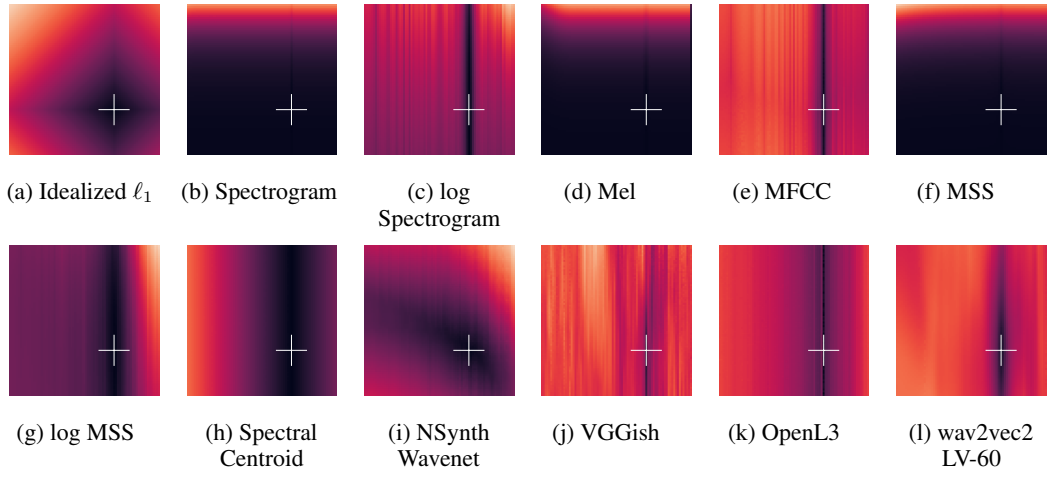 (a) Idealized ℓ₁ (b) Spectrogram (c) log Spectrogram (d) Mel (e) MFCC (f) MSS
(g) log MSS (h) Spectral Centroid (i) NSynth Wavenet (j) VGGish (k) OpenL3 (l) wav2vec2 LV-60